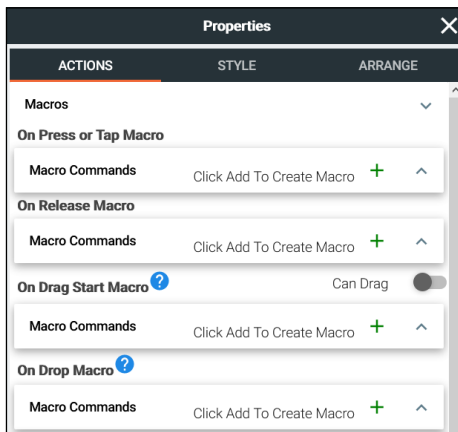 Properties
ACTIONS STYLE ARRANGE
Macros
On Press or Tap Macro
Macro Commands Click Add To Create Macro +
On Release Macro
Macro Commands Click Add To Create Macro +
On Drag Start Macro ? Can Drag
Macro Commands Click Add To Create Macro +
On Drop Macro ?
Macro Commands Click Add To Create Macro +